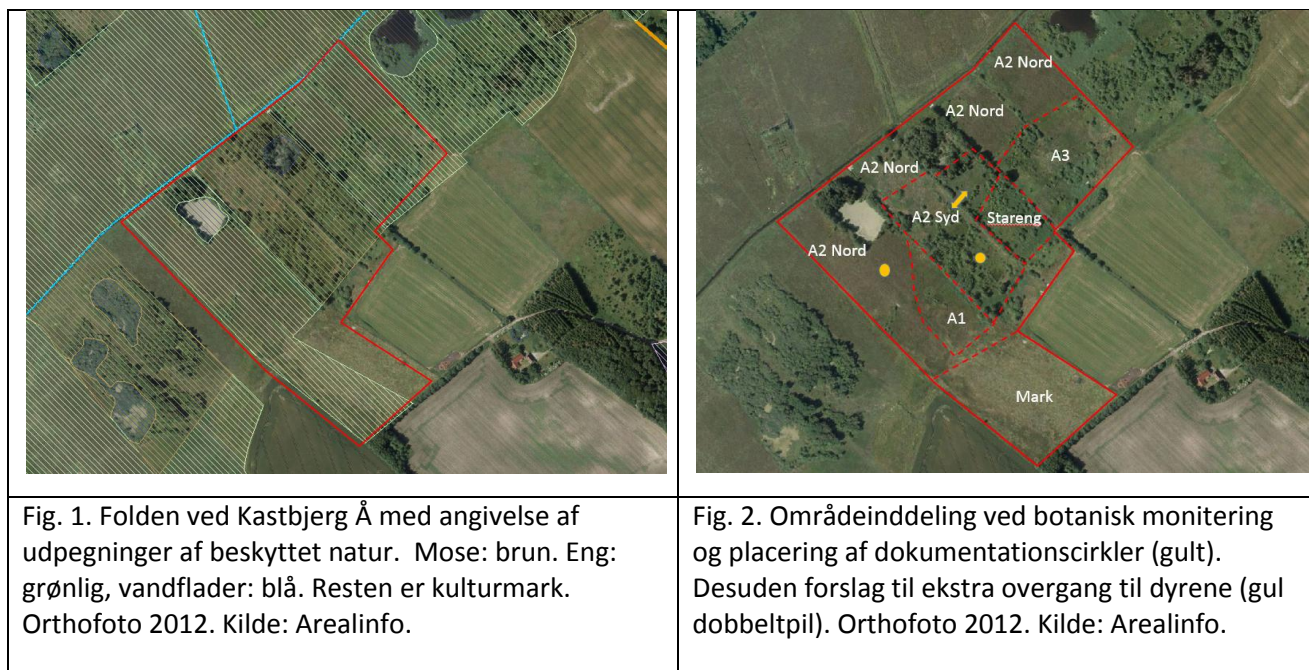 A2 Nord
A2 Nord
A3
A2 Nord
A2 Syd
Stareng
A2 Nord
A1
Mark
Fig. 1. Folden ved Kastbjerg Å med angivelse af
udpegninger af beskyttet natur.  Mose: brun. Eng:
grønlig, vandflader: blå. Resten er kulturmark.
Orthofoto 2012. Kilde: Arealinfo.
Fig. 2. Områdeinddeling ved botanisk monitering
og placering af dokumentationscirkler (gult).
Desuden forslag til ekstra overgang til dyrene (gul
dobbeltpil). Orthofoto 2012. Kilde: Arealinfo.